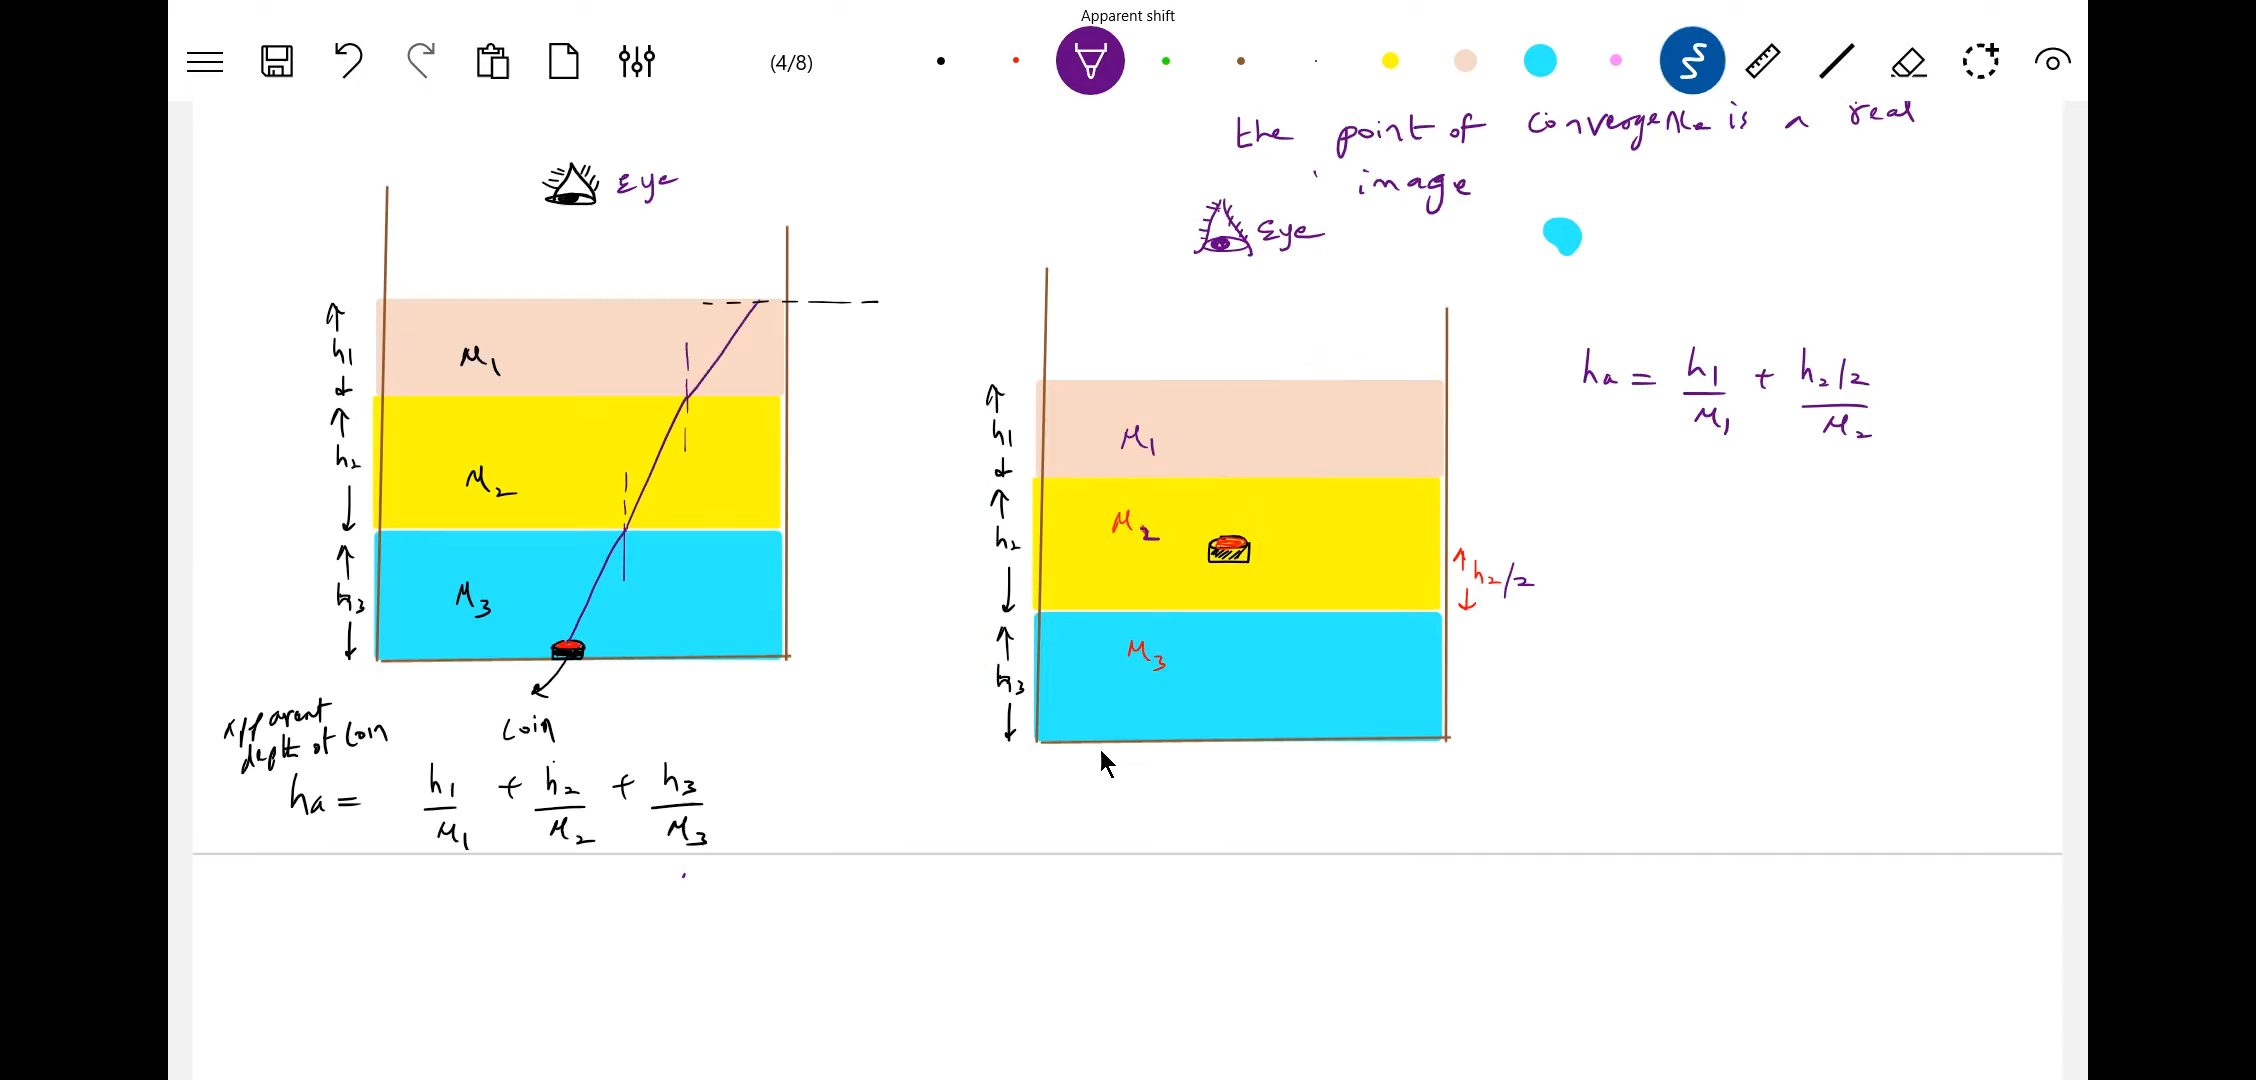 Apparent shift
(4/8)
the point of convergence is a real
image
Eye
h1
h2
h3
μ1
μ2
μ3
apparent
depth of coin
coin
ha = h1/μ1 + h2/μ2 + h3/μ3
Eye
h1
h2
h3
μ1
μ2
μ3
h2/2
ha = h1/μ1 + (h2/2)/μ2